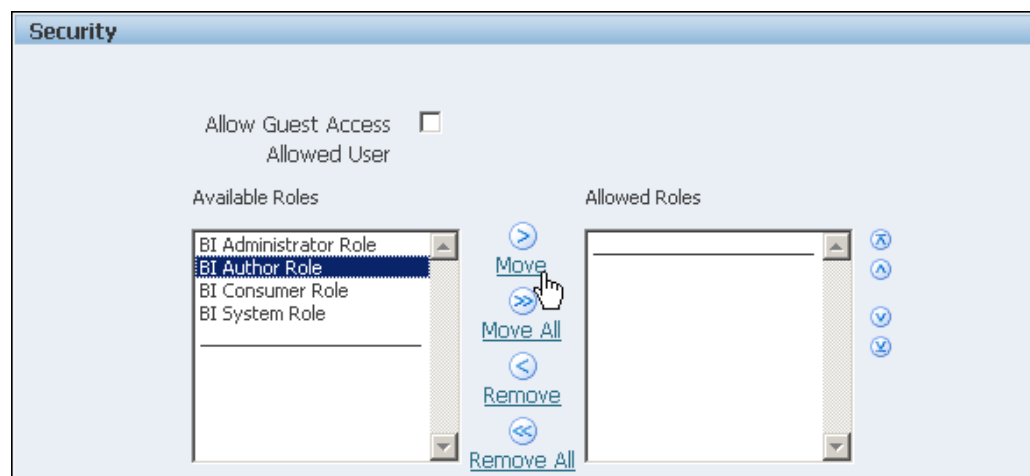 Security
Allow Guest Access
Allowed User
Available Roles
Allowed Roles
BI Administrator Role
BI Author Role
BI Consumer Role
BI System Role
Move
Move All
Remove
Remove All